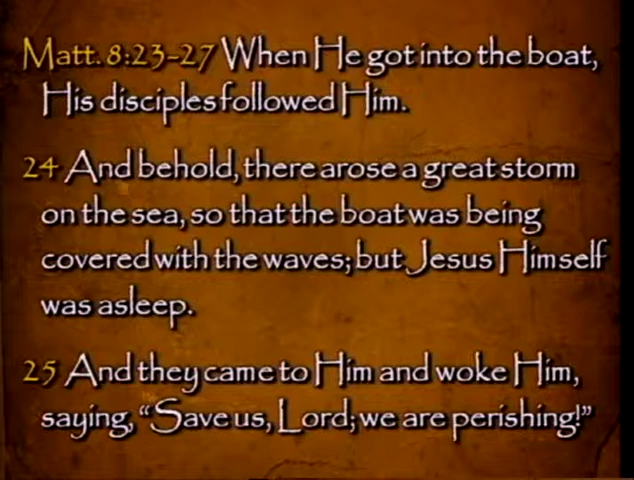 Matt. 8:23-27 When He got into the boat,
His disciples followed Him.
24 And behold, there arose a great storm
on the sea, so that the boat was being
covered with the waves; but Jesus Himself
was asleep.
25 And they came to Him and woke Him,
saying, “Save us, Lord; we are perishing!”